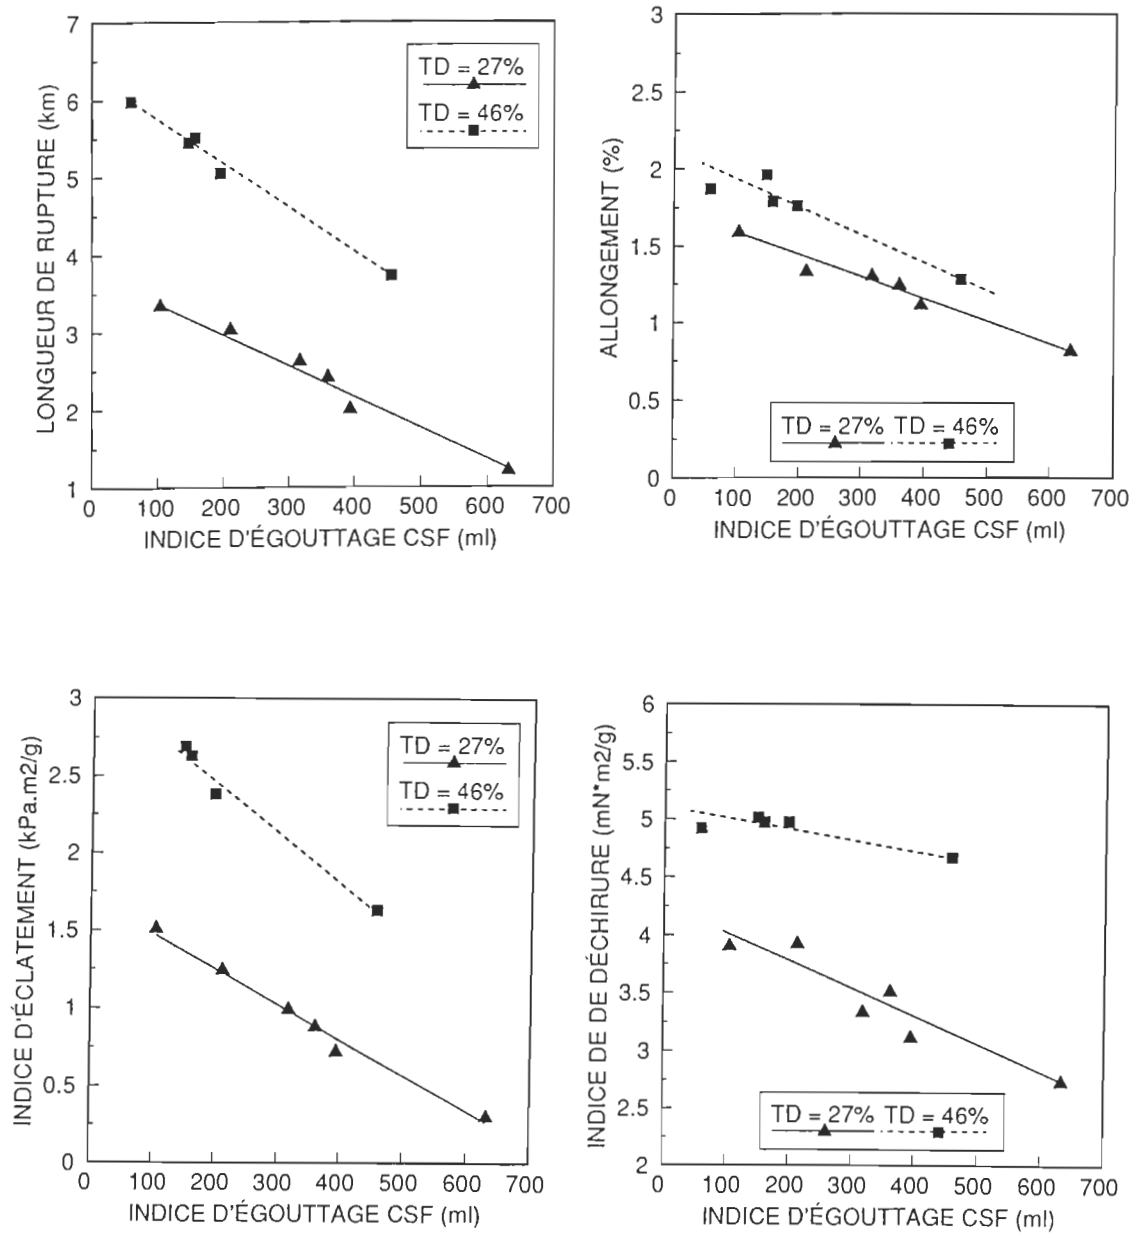 7
6
5
4
3
2
1
LONGUEUR DE RUPTURE (km)
TD = 27%
TD = 46%
0 100 200 300 400 500 600 700
INDICE D'ÉGOUTTAGE CSF (ml)
3
2.5
2
1.5
1
0.5
0
ALLONGEMENT (%)
TD = 27% TD = 46%
0 100 200 300 400 500 600 700
INDICE D'ÉGOUTTAGE CSF (ml)
3
2.5
2
1.5
1
0.5
0
INDICE D'ÉCLATEMENT (kPa.m2/g)
TD = 27%
TD = 46%
0 100 200 300 400 500 600 700
INDICE D'ÉGOUTTAGE CSF (ml)
6
5.5
5
4.5
4
3.5
3
2.5
2
INDICE DE DE DÉCHIRURE (mN*m2/g)
TD = 27% TD = 46%
0 100 200 300 400 500 600 700
INDICE D'ÉGOUTTAGE CSF (ml)